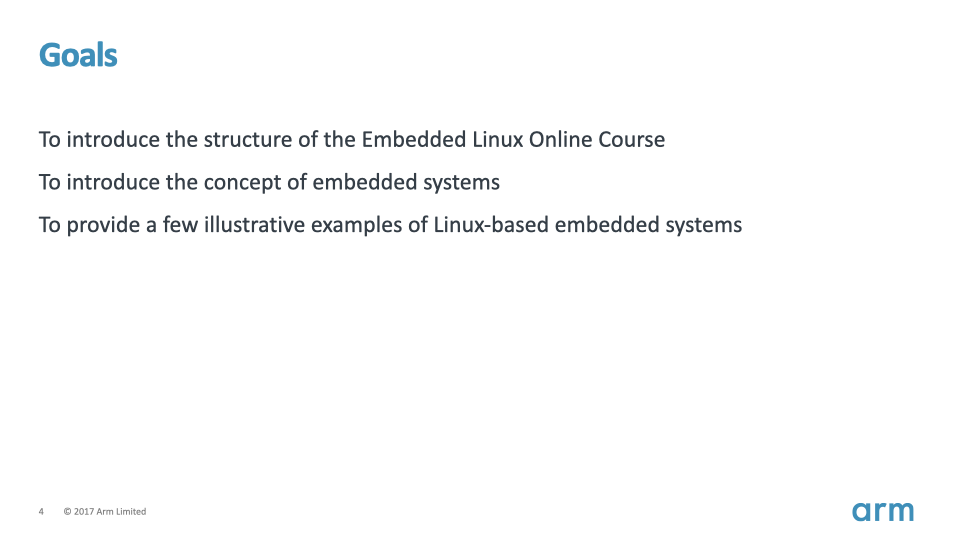 Goals
To introduce the structure of the Embedded Linux Online Course
To introduce the concept of embedded systems
To provide a few illustrative examples of Linux-based embedded systems
4 © 2017 Arm Limited
arm